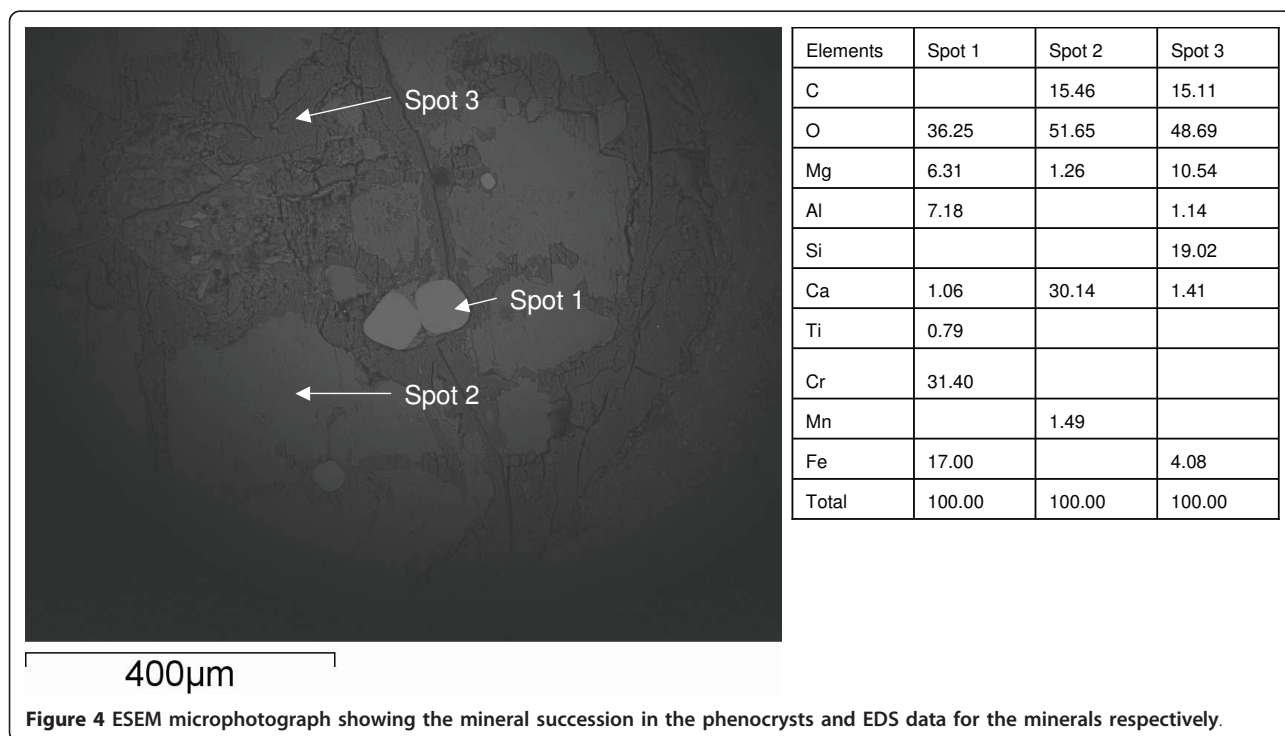 Spot 3
Spot 1
Spot 2
400µm
Elements Spot 1 Spot 2 Spot 3
C 15.46 15.11
O 36.25 51.65 48.69
Mg 6.31 1.26 10.54
Al 7.18 1.14
Si 19.02
Ca 1.06 30.14 1.41
Ti 0.79
Cr 31.40
Mn 1.49
Fe 17.00 4.08
Total 100.00 100.00 100.00
Figure 4 ESEM microphotograph showing the mineral succession in the phenocrysts and EDS data for the minerals respectively.